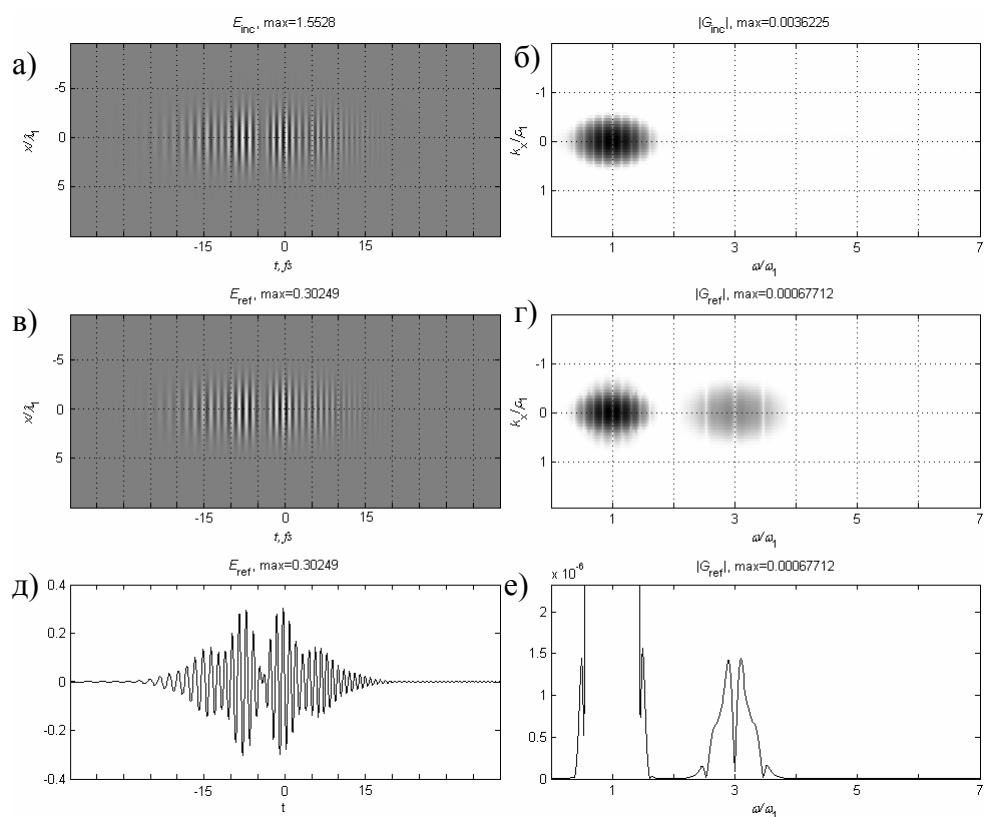 а)
E_inc, max=1.5528
-5
0
5
x/λ₁
-15 0 15
t, fs
б)
|G_inc|, max=0.0036225
-1
0
1
1 3 5 7
ω/ω₁
в)
E_ref, max=0.30249
-5
0
5
x/λ₁
-15 0 15
t, fs
г)
|G_ref|, max=0.00067712
-1
0
1
1 3 5 7
ω/ω₁
д)
E_ref, max=0.30249
0.4
0.2
0
-0.2
-0.4
-15 0 15
t
е)
|G_ref|, max=0.00067712
x 10⁻⁶
2
1.5
1
0.5
0
1 3 5 7
ω/ω₁